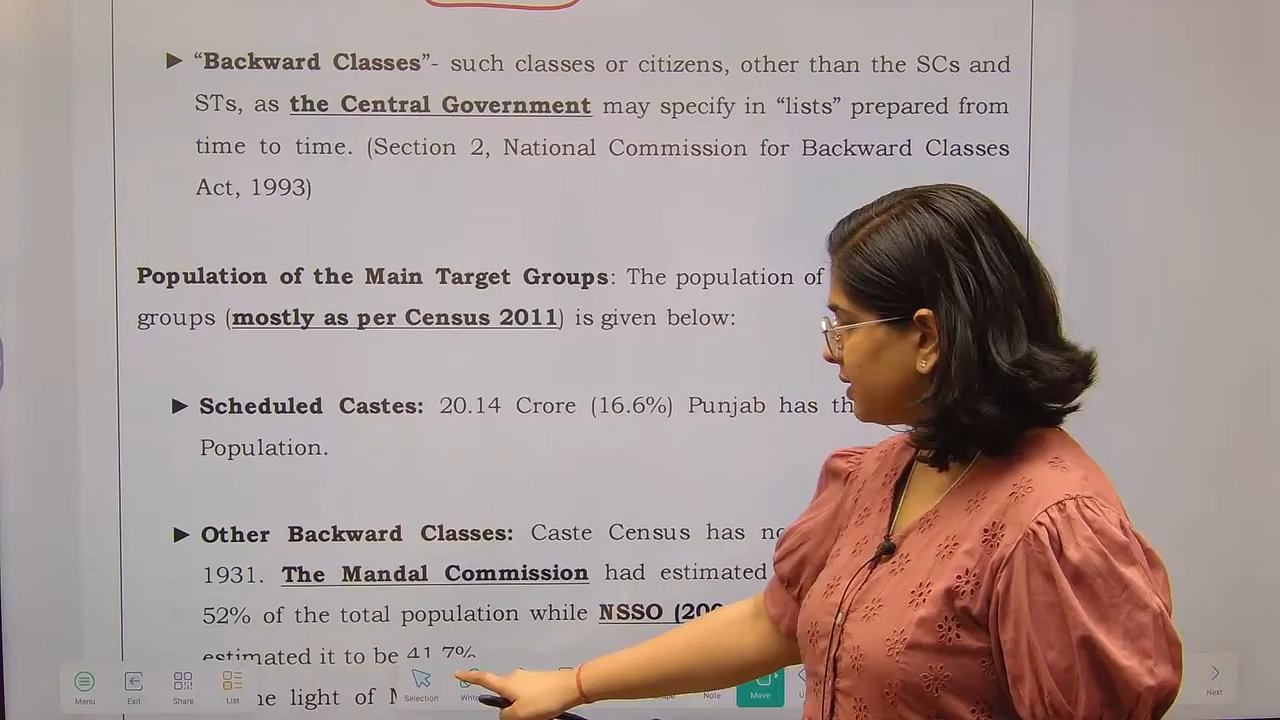 ► “Backward Classes”- such classes or citizens, other than the SCs and
STs, as the Central Government may specify in “lists” prepared from
time to time. (Section 2, National Commission for Backward Classes
Act, 1993)
Population of the Main Target Groups: The population of
groups (mostly as per Census 2011) is given below:
► Scheduled Castes: 20.14 Crore (16.6%) Punjab has
Population.
► Other Backward Classes: Caste Census has
1931. The Mandal Commission had estimated
52% of the total population while NSSO
estimated it to be 41.7%
the light of
Menu Exit Share List Selection Note Move Next